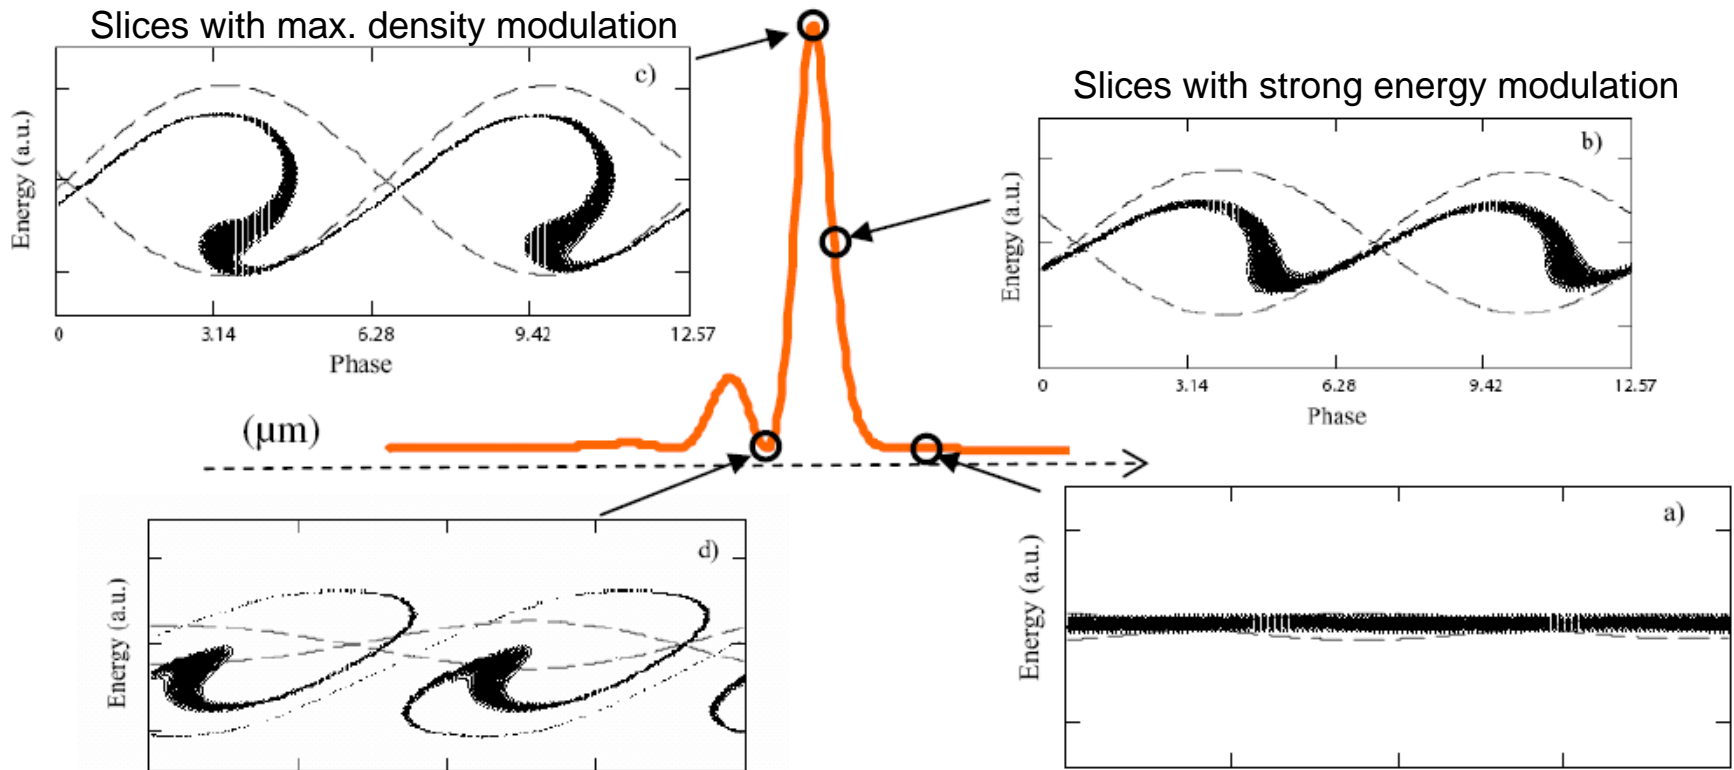 Slices with max. density modulation
c)
Energy (a.u.)
0 3.14 6.28 9.42 12.57
Phase
Slices with strong energy modulation
b)
Energy (a.u.)
0 3.14 6.28 9.42 12.57
Phase
(μm)
d)
Energy (a.u.)
a)
Energy (a.u.)